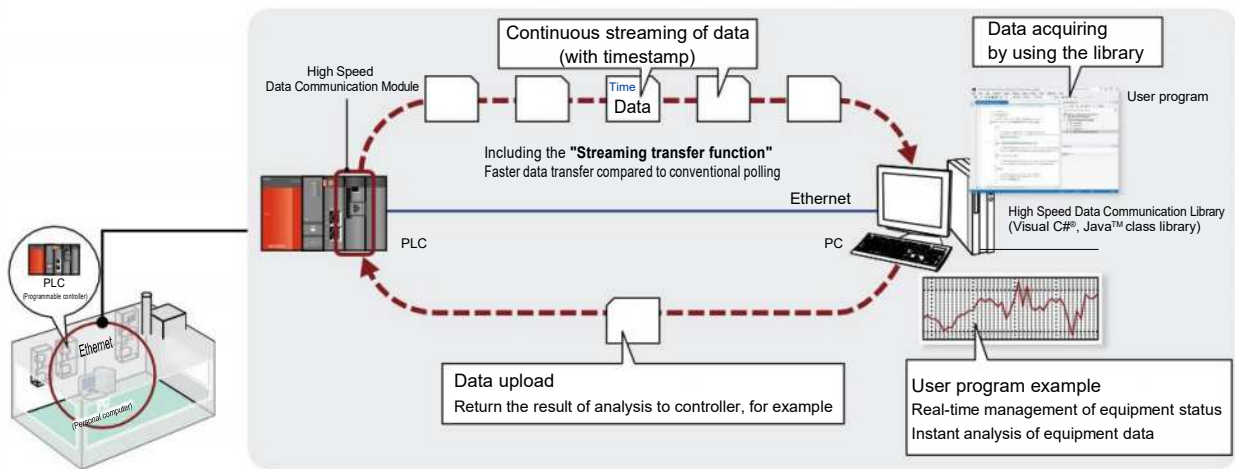 Continuous streaming of data
(with timestamp)
Data acquiring
by using the library
High Speed
Data Communication Module
Time
Data
User program
Including the "Streaming transfer function"
Faster data transfer compared to conventional polling
Ethernet
PLC
PC
High Speed Data Communication Library
(Visual C#®, Java™ class library)
PLC
(Programmable controller)
Ethernet
PC
(Personal computer)
Data upload
Return the result of analysis to controller, for example
User program example
Real-time management of equipment status
Instant analysis of equipment data